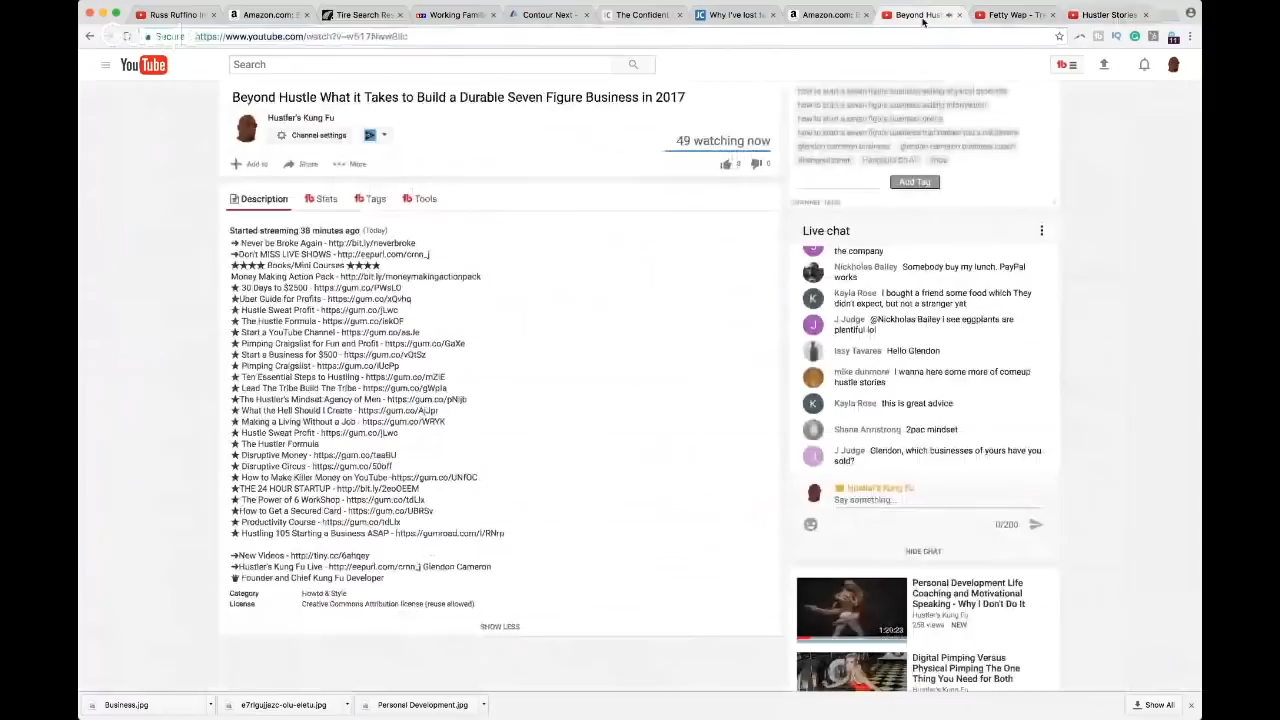 Russ Ruffino in
Amazon.com:
Tire Search Res
Working Famili
Contour Next -
The Confident
Why I've lost
Amazon.com:
Beyond Hust
Fetty Wap - Tr
Hustler Stories
Secure
YouTube
Search
Beyond Hustle What it Takes to Build a Durable Seven Figure Business in 2017
Hustler's Kung Fu
Channel settings
49 watching now
Add to Share More
Description Stats Tags Tools
Started streaming 38 minutes ago (Today)
→ Never be Broke Again - http://bit.ly/neverbroke
→Don't MISS LIVE SHOWS - http://eepurl.com/crnn_j
★★★★ Books/Mini Courses ★★★★
Money Making Action Pack - http://bit.ly/moneymakingactionpack
★ 30 Days to $2500 - https://gum.co/PWsLO
★Uber Guide for Profits - https://gum.co/xQvhq
★ Hustle Sweat Profit - https://gum.co/jLwc
★ The Hustle Formula - https://gum.co/iskOF
★ Start a YouTube Channel - https://gum.co/asJe
★ Pimping Craigslist for Fun and Profit - https://gum.co/GaXe
★ Start a Business for $500 - https://gum.co/vQtSz
★ Pimping Craigslist - https://gum.co/iUcPp
★ Ten Essential Steps to Hustling - https://gum.co/mZiE
★ Lead The Tribe Build The Tribe - https://gum.co/gWpIa
★The Hustler's Mindset Agency of Men - https://gum.co/pNijb
★ What the Hell Should I Create - https://gum.co/AjJpr
★ Making a Living Without a Job - https://gum.co/WRYK
★ Hustle Sweat Profit - https://gum.co/jLwc
★ The Hustler Formula
★ Disruptive Money - https://gum.co/taaBU
★ Disruptive Circus - https://gum.co/50off
★ How to Make Killer Money on YouTube -https://gum.co/UNfGC
★ THE 24 HOUR STARTUP - http://bit.ly/2eoOEEM
★ The Power of 6 WorkShop - https://gum.co/tdLIx
★How to Get a Secured Card - https://gum.co/UBRSv
★ Productivity Course - https://gum.co/tdLIx
★ Hustling 105 Starting a Business ASAP - https://gumroad.com/l/RNrp
→New Videos - http://tiny.cc/6ahqey
→Hustler's Kung Fu Live - http://eepurl.com/crnn_j Glendon Cameron
Founder and Chief Kung Fu Developer
Category Howto & Style
License Creative Commons Attribution license (reuse allowed)
SHOW LESS
Add Tag
Live chat
the company
Nickholas Bailey Somebody buy my lunch. PayPal
works
Kayla Rose I bought a friend some food which They
didn't expect, but not a stranger yet
J Judge @Nickholas Bailey i see eggplants are
plentiful lol
Issy Tavares Hello Glendon
mike dunmore I wanna here some more of comeup
hustle stories
Kayla Rose this is great advice
Shane Armstrong 2pac mindset
J Judge Glendon, which businesses of yours have you
sold?
Hustler's Kung Fu
Say something...
0/200
HIDE CHAT
1:20:23
Personal Development Life
Coaching and Motivational
Speaking - Why I Don't Do It
Hustler's Kung Fu
258 views NEW
Digital Pimping Versus
Physical Pimping The One
Thing You Need for Both
Hustler's Kung Fu
Business.jpg
Personal Development.jpg
Show All